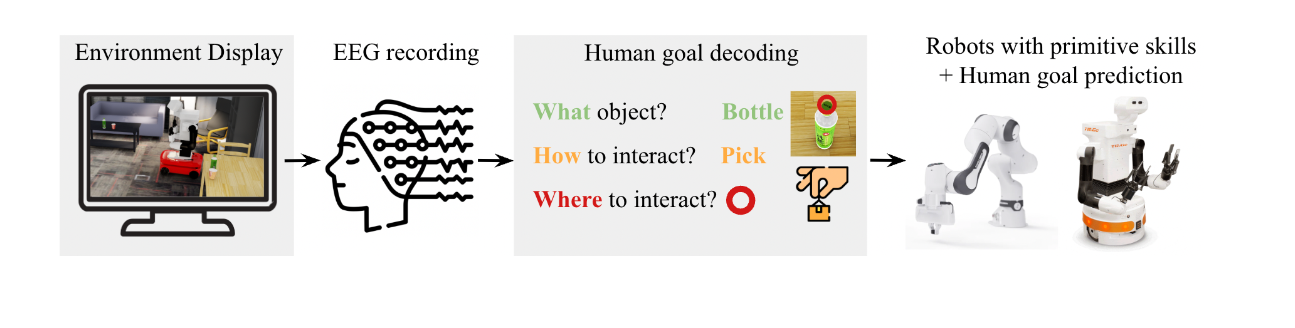 Environment Display
EEG recording
Human goal decoding
What object? Bottle
How to interact? Pick
Where to interact?
Robots with primitive skills
+ Human goal prediction